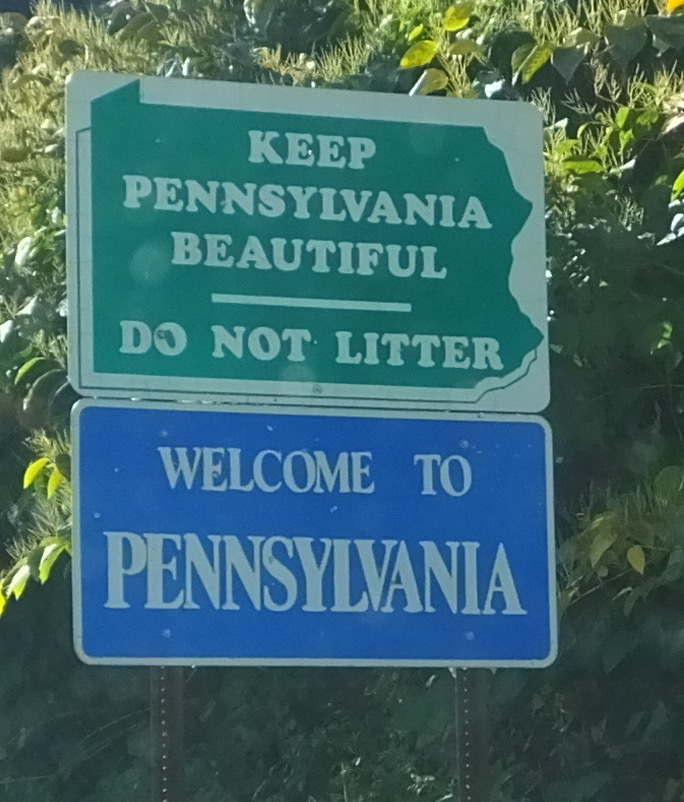 KEEP
PENNSYLVANIA
BEAUTIFUL
DO NOT LITTER
WELCOME TO
PENNSYLVANIA